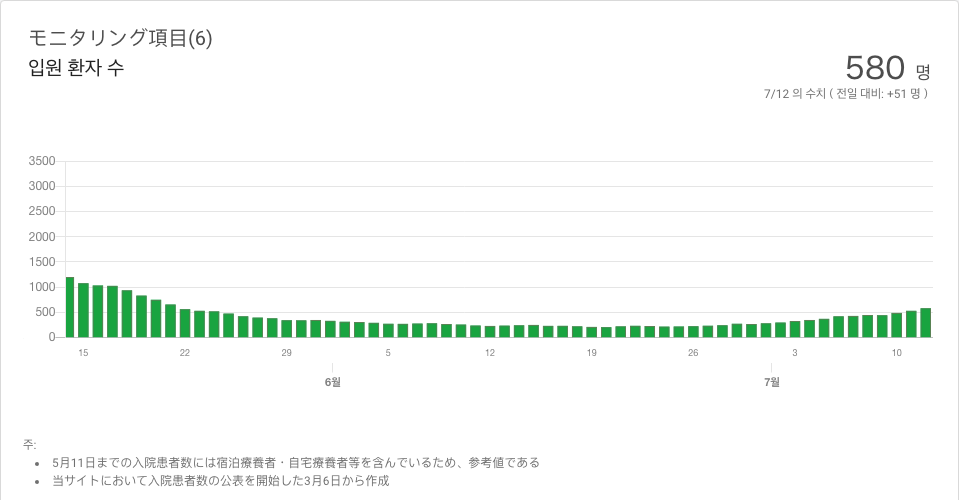 モニタリング項目(6)
입원 환자 수
580 명
7/12 의 수치 ( 전일 대비: +51 명 )
3500
3000
2500
2000
1500
1000
500
0
15 22 29 5 12 19 26 3 10
6월 7월
주:
• 5月11日までの入院患者数には宿泊療養者・自宅療養者等を含んでいるため、参考値である
• 当サイトにおいて入院患者数の公表を開始した3月6日から作成